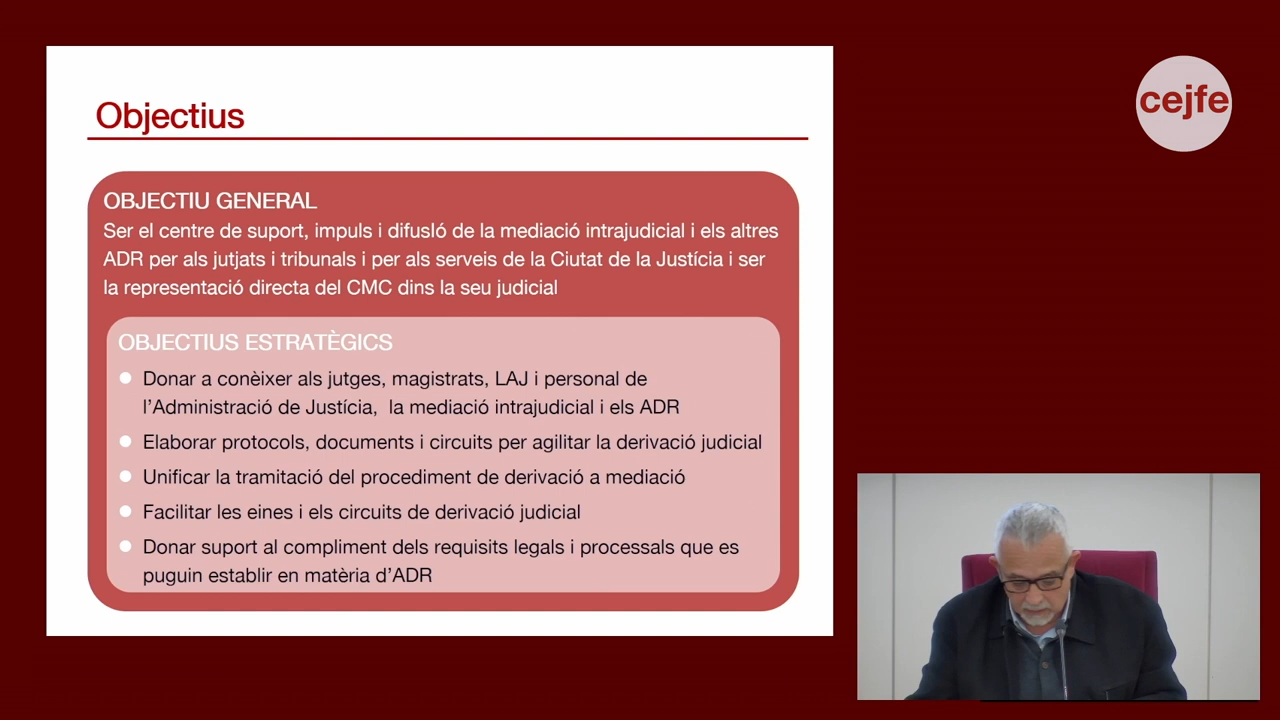 Objectius
OBJECTIU GENERAL
Ser el centre de suport, impuls i difusIó de la mediació intrajudicial i els altres
ADR per als jutjats i tribunals i per als serveis de la Ciutat de la Justícia i ser
la representació directa del CMC dins la seu judicial
OBJECTIUS ESTRATÈGICS
Donar a conèixer als jutges, magistrats, LAJ i personal de
l’Administració de Justícia, la mediació intrajudicial i els ADR
Elaborar protocols, documents i circuits per agilitar la derivació judicial
Unificar la tramitació del procediment de derivació a mediació
Facilitar les eines i els circuits de derivació judicial
Donar suport al compliment dels requisits legals i processals que es
puguin establir en matèria d’ADR
cejfe